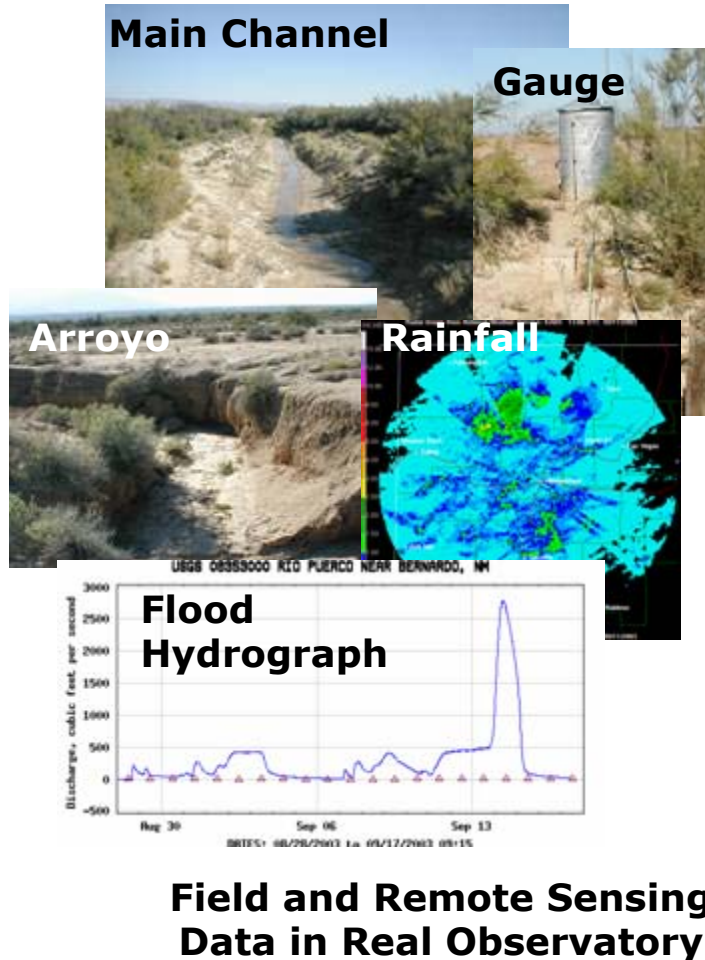 Main Channel
Gauge
Arroyo
Rainfall
USGS 08353000 RIO PUERCO NEAR BERNARDO, NM
Flood
Hydrograph
Discharge, cubic feet per second
3000
2500
2000
1500
1000
500
0
-500
Aug 30
Sep 06
Sep 13
DATES: 08/28/2003 to 09/17/2003 09:15
Field and Remote Sensing
Data in Real Observatory